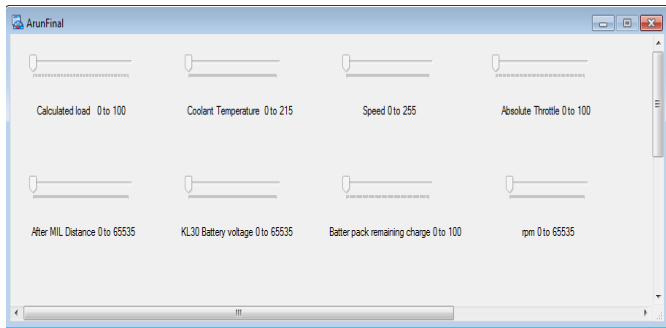 ArunFinal
Calculated load 0 to 100
Coolant Temperature 0 to 215
Speed 0 to 255
Absolute Throttle 0 to 100
After MIL Distance 0 to 65535
KL30 Battery voltage 0 to 65535
Batter pack remaining charge 0 to 100
rpm 0 to 65535